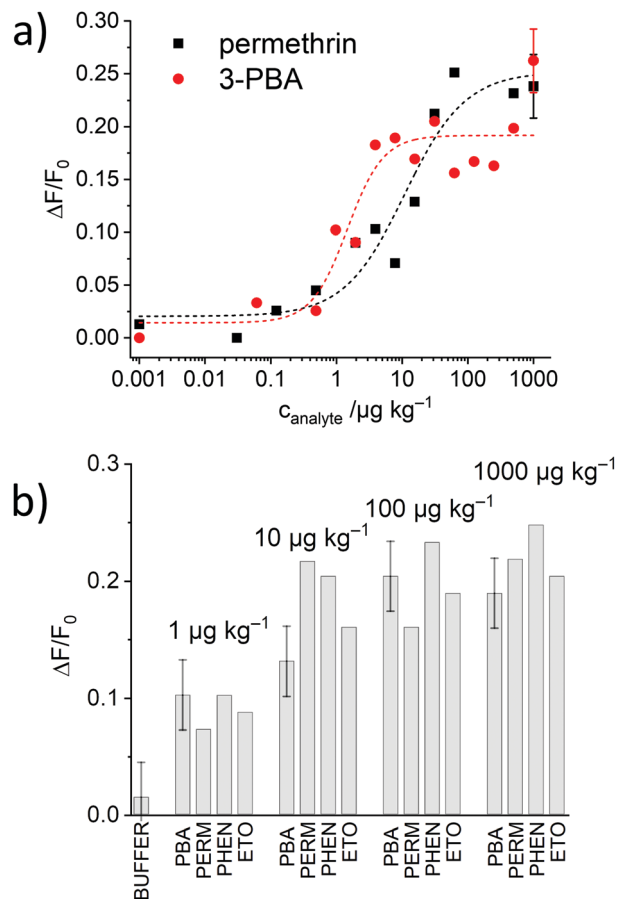 a)
permethrin
3-PBA
0.30
0.25
0.20
0.15
0.10
0.05
0.00
ΔF/F₀
0.001
0.01
0.1
1
10
100
1000
c_analyte /µg kg⁻¹
b)
0.3
0.2
0.1
0.0
ΔF/F₀
1 µg kg⁻¹
10 µg kg⁻¹
100 µg kg⁻¹
1000 µg kg⁻¹
BUFFER
PBA
PERM
PHEN
ETO
PBA
PERM
PHEN
ETO
PBA
PERM
PHEN
ETO
PBA
PERM
PHEN
ETO